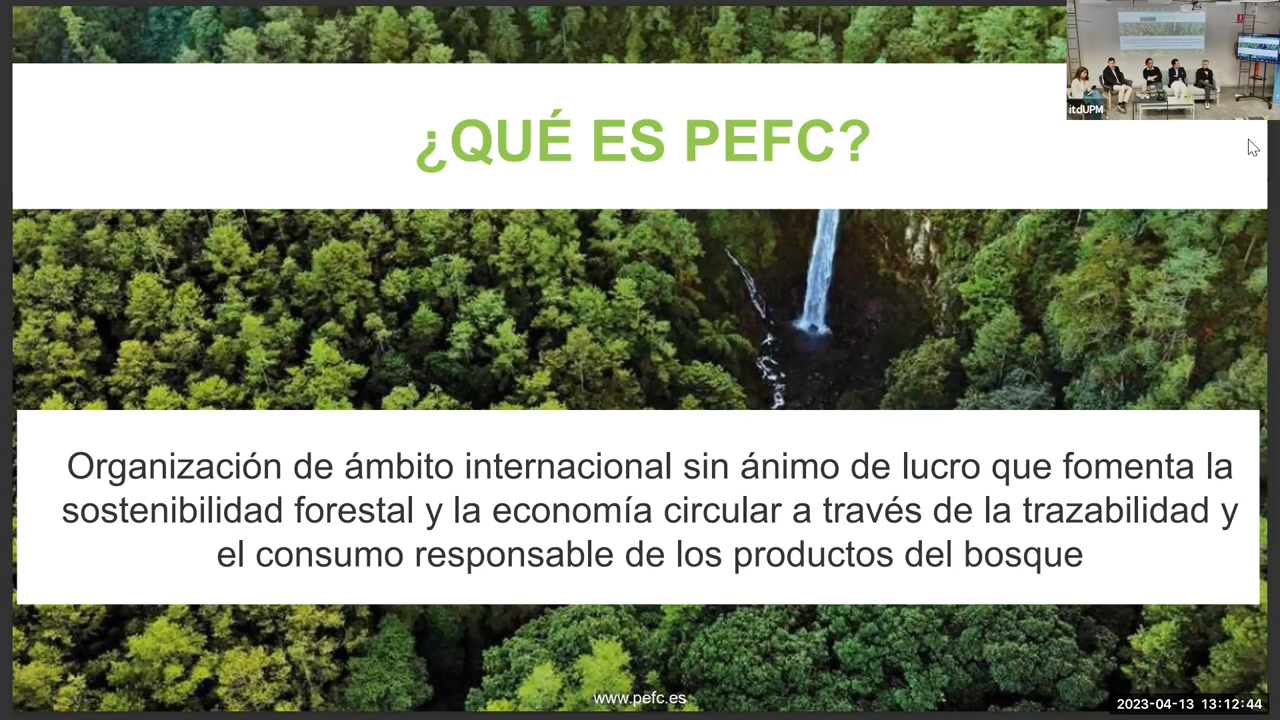 itdUPM
¿QUÉ ES PEFC?
Organización de ámbito internacional sin ánimo de lucro que fomenta la
sostenibilidad forestal y la economía circular a través de la trazabilidad y
el consumo responsable de los productos del bosque
www.pefc.es
2023-04-13 13:12:44